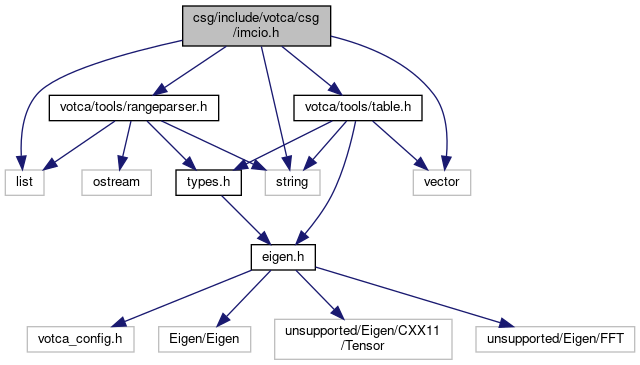 csg/include/votca/csg
/imcio.h
votca/tools/rangeparser.h
votca/tools/table.h
list
ostream
types.h
string
vector
eigen.h
votca_config.h
Eigen/Eigen
unsupported/Eigen/CXX11
/Tensor
unsupported/Eigen/FFT